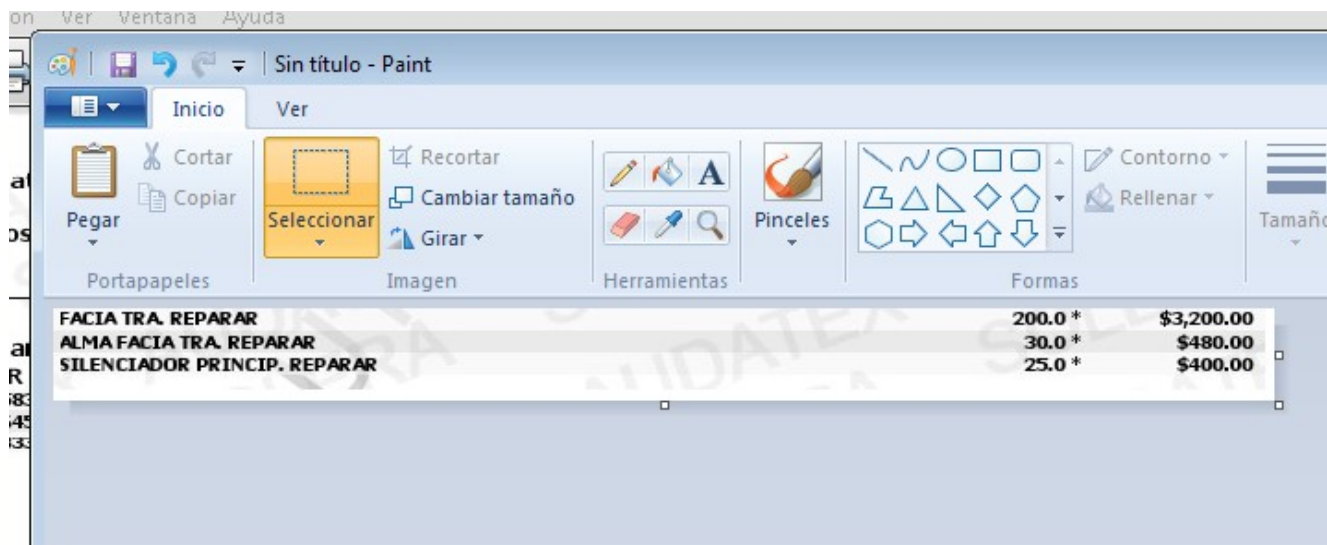 Ver Ventana Ayuda
Sin título - Paint
Inicio Ver
Cortar
Copiar
Pegar
Portapapeles
Seleccionar
Recortar
Cambiar tamaño
Girar
Imagen
Herramientas
Pinceles
Contorno
Rellenar
Formas
Tamaño
FACIA TRA. REPARAR 200.0 * $3,200.00
ALMA FACIA TRA. REPARAR 30.0 * $480.00
SILENCIADOR PRINCIP. REPARAR 25.0 * $400.00
AUDATEX